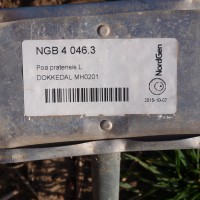 NGB 4 046.3
Poa pratensis L.
DOKKEDAL MH0201
NordGen
2015-10-07